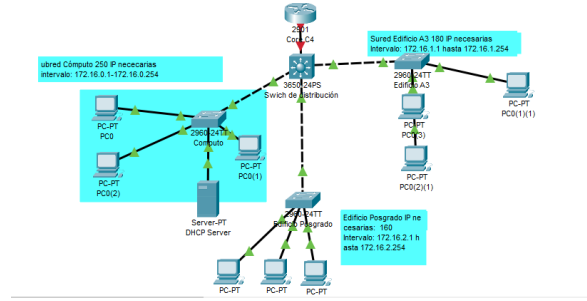 2901
Core C4
Sured Edificio A3 180 IP necesarias
Intervalo: 172.16.1.1 hasta 172.16.1.254
ubred Cómputo 250 IP nececarias
intervalo: 172.16.0.1-172.16.0.254
3650-24PS
Swich de distribución
2960-24TT
Edificio A3
PC-PT
PC0(1)(1)
PC-PT
PC0
2960-24TT
Computo
PC-PT
PC0(3)
PC-PT
PC0(1)
PC-PT
PC0(2)
PC-PT
PC0(2)(1)
Server-PT
DHCP Server
2960-24TT
Edificio Posgrado
Edificio Posgrado IP ne
cesarias: 160
Intervalo: 172.16.2.1 h
asta 172.16.2.254
PC-PT
PC-PT
PC-PT